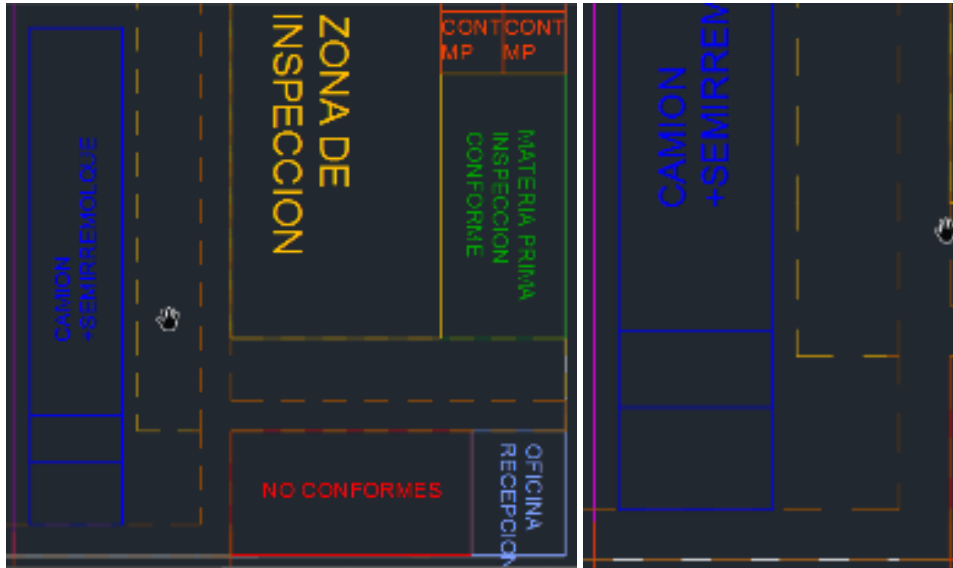 ZONA DE
INSPECCION
CONT
MP
CONT
MP
MATERIA PRIMA
INSPECCION
CONFORME
CAMION
+SEMIRREMOLQUE
NO CONFORMES
OFICINA
RECEPCION
CAMION
+SEMIRREM